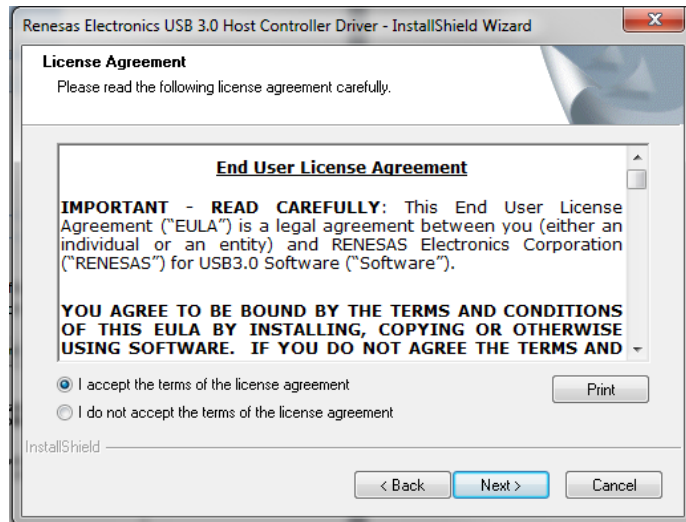 Renesas Electronics USB 3.0 Host Controller Driver - InstallShield Wizard
License Agreement
Please read the following license agreement carefully.
End User License Agreement
IMPORTANT - READ CAREFULLY: This End User License
Agreement (“EULA”) is a legal agreement between you (either an
individual or an entity) and RENESAS Electronics Corporation
(“RENESAS”) for USB3.0 Software (“Software”).
YOU AGREE TO BE BOUND BY THE TERMS AND CONDITIONS
OF THIS EULA BY INSTALLING, COPYING OR OTHERWISE
USING SOFTWARE. IF YOU DO NOT AGREE THE TERMS AND
I accept the terms of the license agreement
Print
I do not accept the terms of the license agreement
InstallShield
< Back Next > Cancel